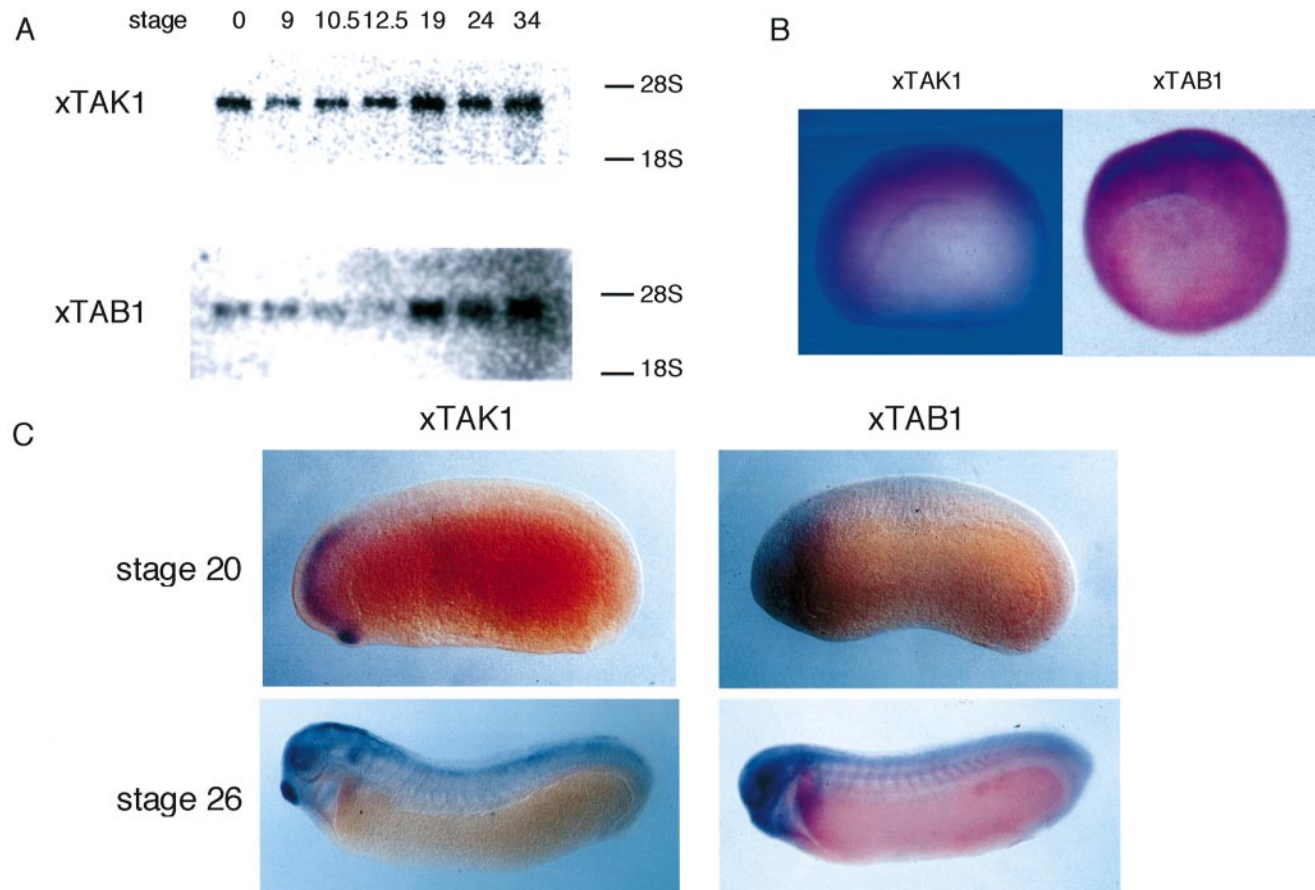 A
stage 0 9 10.5 12.5 19 24 34
xTAK1
28S
18S
xTAB1
28S
18S
B
xTAK1 xTAB1
C
xTAK1 xTAB1
stage 20
stage 26